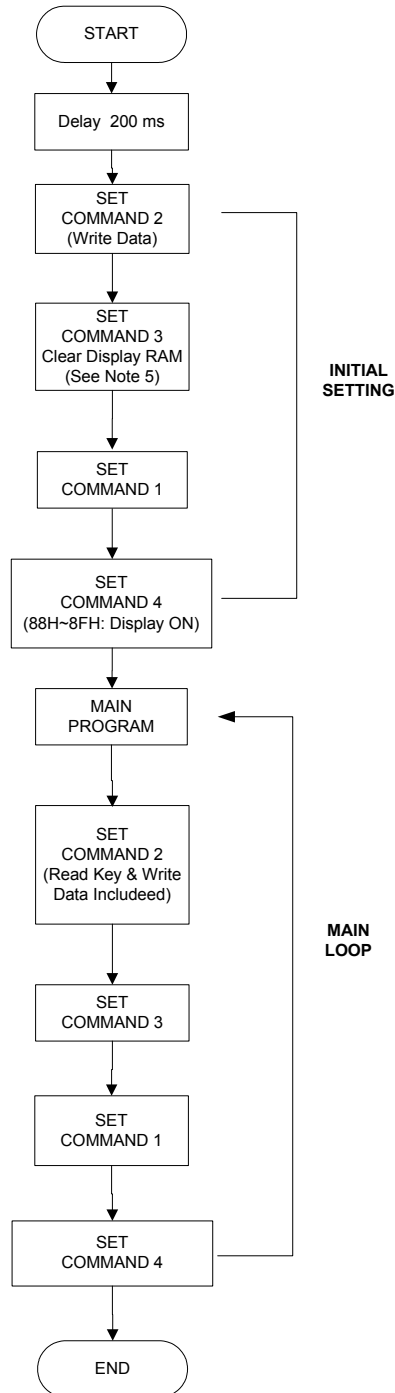 START
Delay 200 ms
SET
COMMAND 2
(Write Data)
SET
COMMAND 3
Clear Display RAM
(See Note 5)
INITIAL
SETTING
SET
COMMAND 1
SET
COMMAND 4
(88H~8FH: Display ON)
MAIN
PROGRAM
SET
COMMAND 2
(Read Key & Write
Data Includeed)
MAIN
LOOP
SET
COMMAND 3
SET
COMMAND 1
SET
COMMAND 4
END